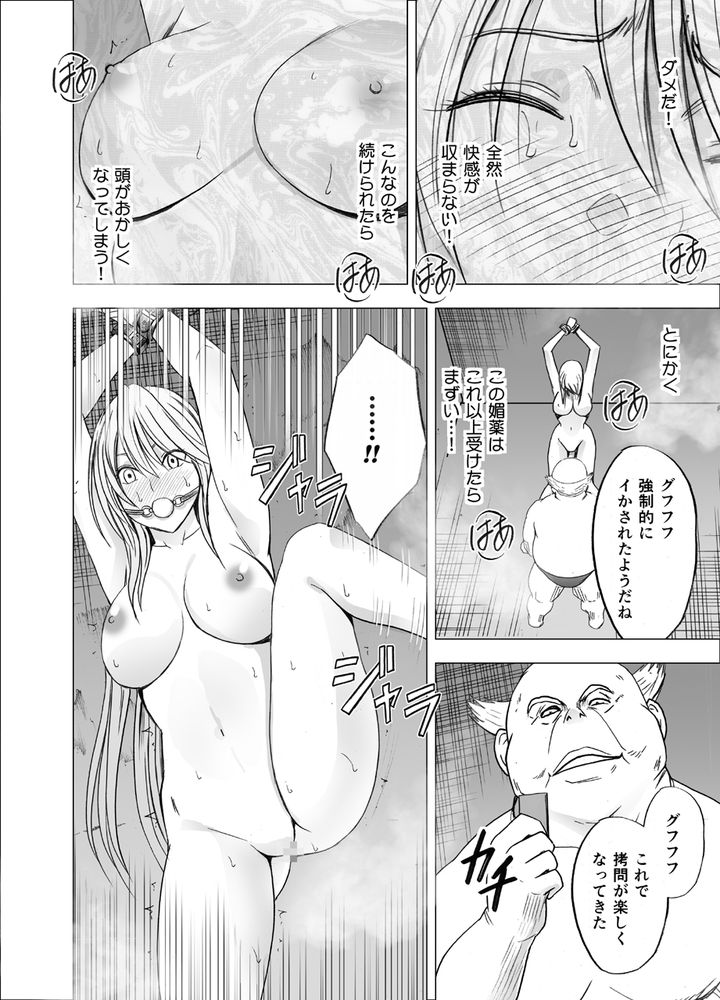 ダメだ！
全然
快感が
収まらない！
はあ
こんなのを
続けられたら
頭がおかしく
なってしまう！
はあ
はあ
とにかく
この媚薬は
これ以上受けたら
まずい…！
はあ
はあ
グフフフ
強制的に
イかされたようだね
グフフフ
これで
拷問が楽しく
なってきた
カチ
……!!
ジャラ
ジャラ